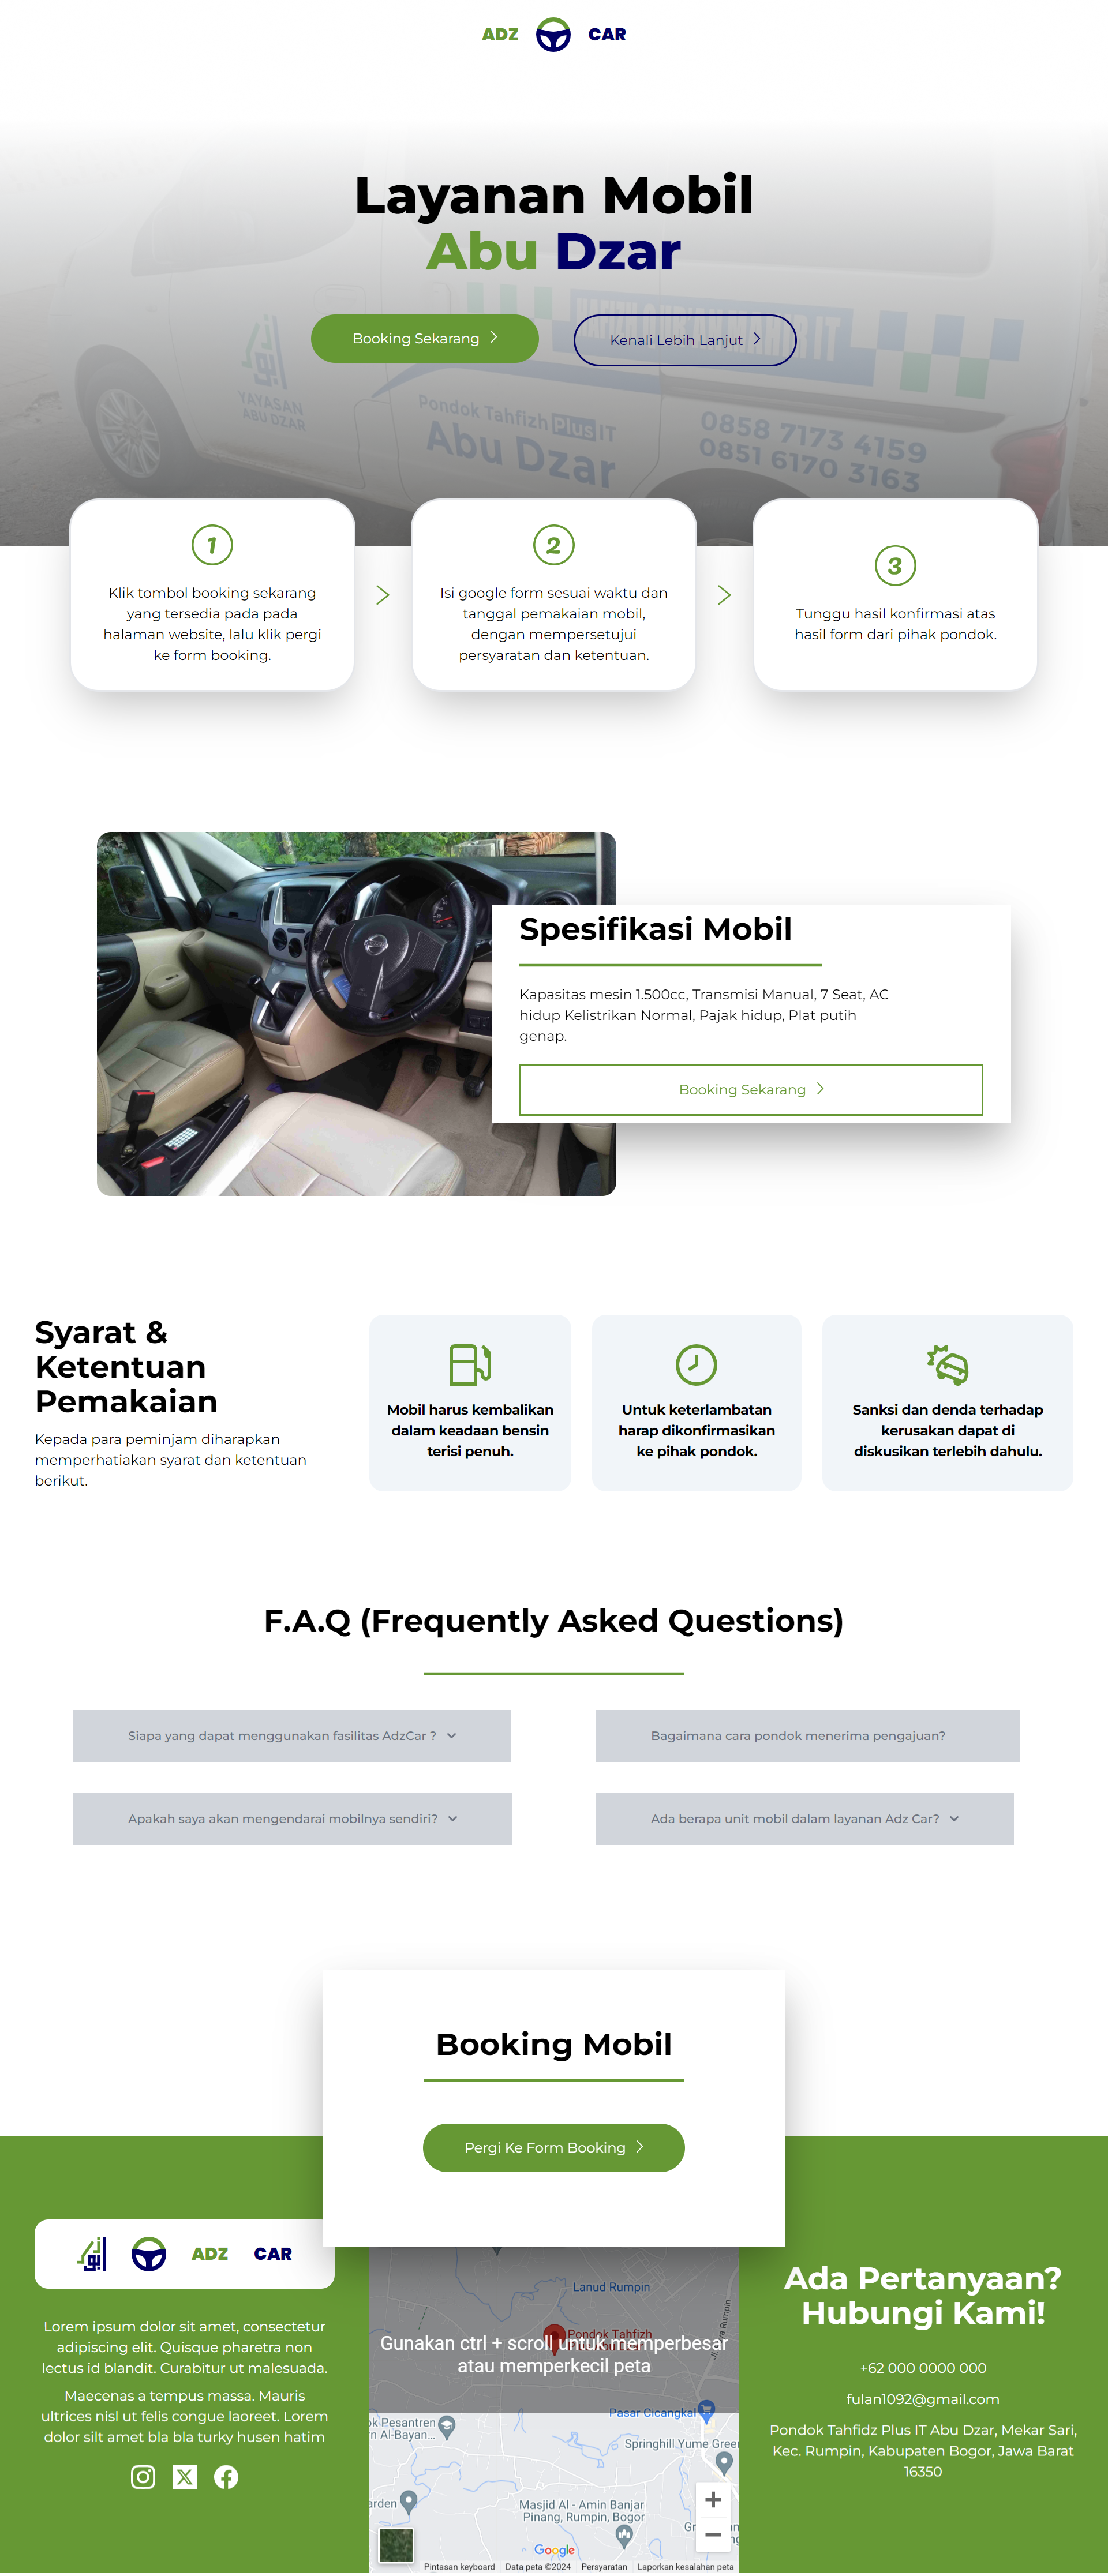 ADZ CAR
Layanan Mobil
Abu Dzar
Booking Sekarang
Kenali Lebih Lanjut
YAYASAN
ABU DZAR
Pondok Tahfizh Plus IT
Abu Dzar
0858 7173 4159
0851 6170 3163
1
Klik tombol booking sekarang
yang tersedia pada pada
halaman website, lalu klik pergi
ke form booking.
2
Isi google form sesuai waktu dan
tanggal pemakaian mobil,
dengan mempersetujui
persyaratan dan ketentuan.
3
Tunggu hasil konfirmasi atas
hasil form dari pihak pondok.
Spesifikasi Mobil
Kapasitas mesin 1.500cc, Transmisi Manual, 7 Seat, AC
hidup Kelistrikan Normal, Pajak hidup, Plat putih
genap.
Booking Sekarang
Syarat &
Ketentuan
Pemakaian
Kepada para peminjam diharapkan
memperhatiakan syarat dan ketentuan
berikut.
Mobil harus kembalikan
dalam keadaan bensin
terisi penuh.
Untuk keterlambatan
harap dikonfirmasikan
ke pihak pondok.
Sanksi dan denda terhadap
kerusakan dapat di
diskusikan terlebih dahulu.
F.A.Q (Frequently Asked Questions)
Siapa yang dapat menggunakan fasilitas AdzCar ?
Bagaimana cara pondok menerima pengajuan?
Apakah saya akan mengendarai mobilnya sendiri?
Ada berapa unit mobil dalam layanan Adz Car?
Booking Mobil
Pergi Ke Form Booking
ADZ CAR
Lorem ipsum dolor sit amet, consectetur
adipiscing elit. Quisque pharetra non
lectus id blandit. Curabitur ut malesuada.
Maecenas a tempus massa. Mauris
ultrices nisl ut felis congue laoreet. Lorem
dolor silt amet bla bla turky husen hatim
Lanud Rumpin
Pondok Tahfizh
Gunakan ctrl + scroll untuk memperbesar
atau memperkecil peta
Jl. Raya Rumpin
Pasar Cicangkal
ok Pesantren
n Al-Bayan...
Springhill Yume Greer
arden
Masjid Al - Amin Banjar
Pinang, Rumpin, Bogor
Google
Pintasan keyboard
Data peta ©2024
Persyaratan
Laporkan kesalahan peta
Ada Pertanyaan?
Hubungi Kami!
+62 000 0000 000
fulan1092@gmail.com
Pondok Tahfidz Plus IT Abu Dzar, Mekar Sari,
Kec. Rumpin, Kabupaten Bogor, Jawa Barat
16350